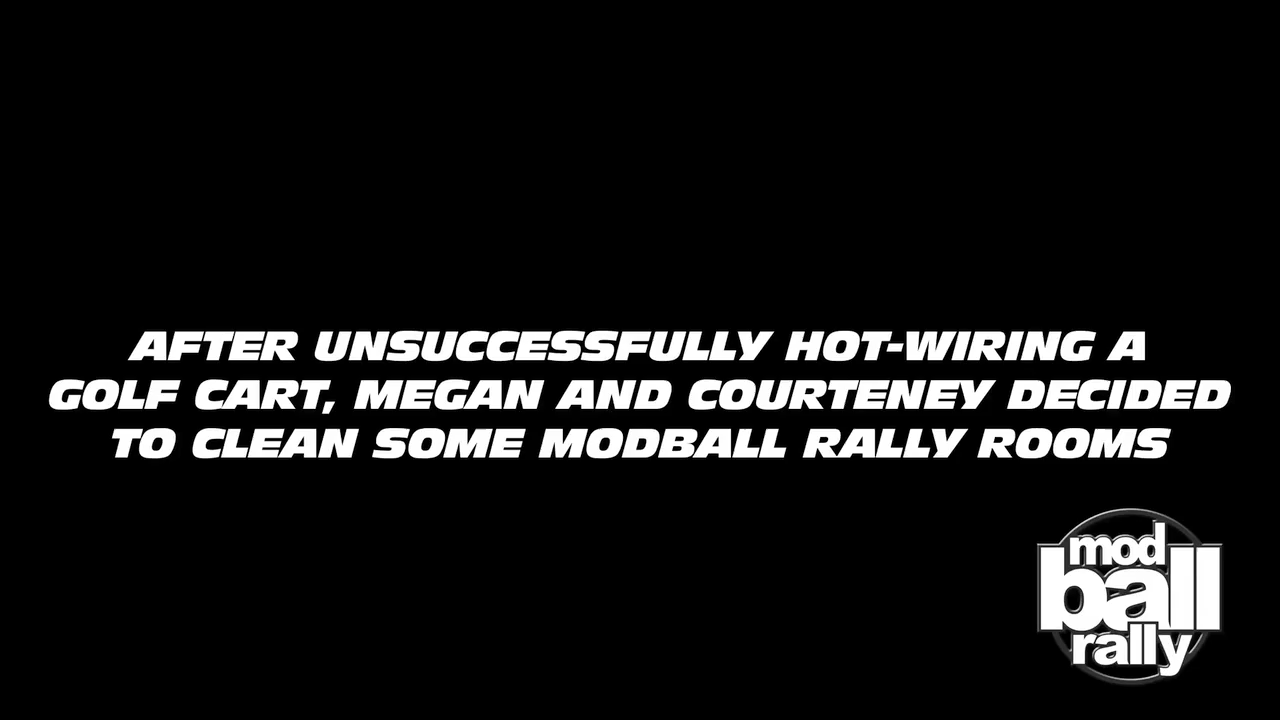 AFTER UNSUCCESSFULLY HOT-WIRING A
GOLF CART, MEGAN AND COURTENEY DECIDED
TO CLEAN SOME MODBALL RALLY ROOMS
mod
ball
rally